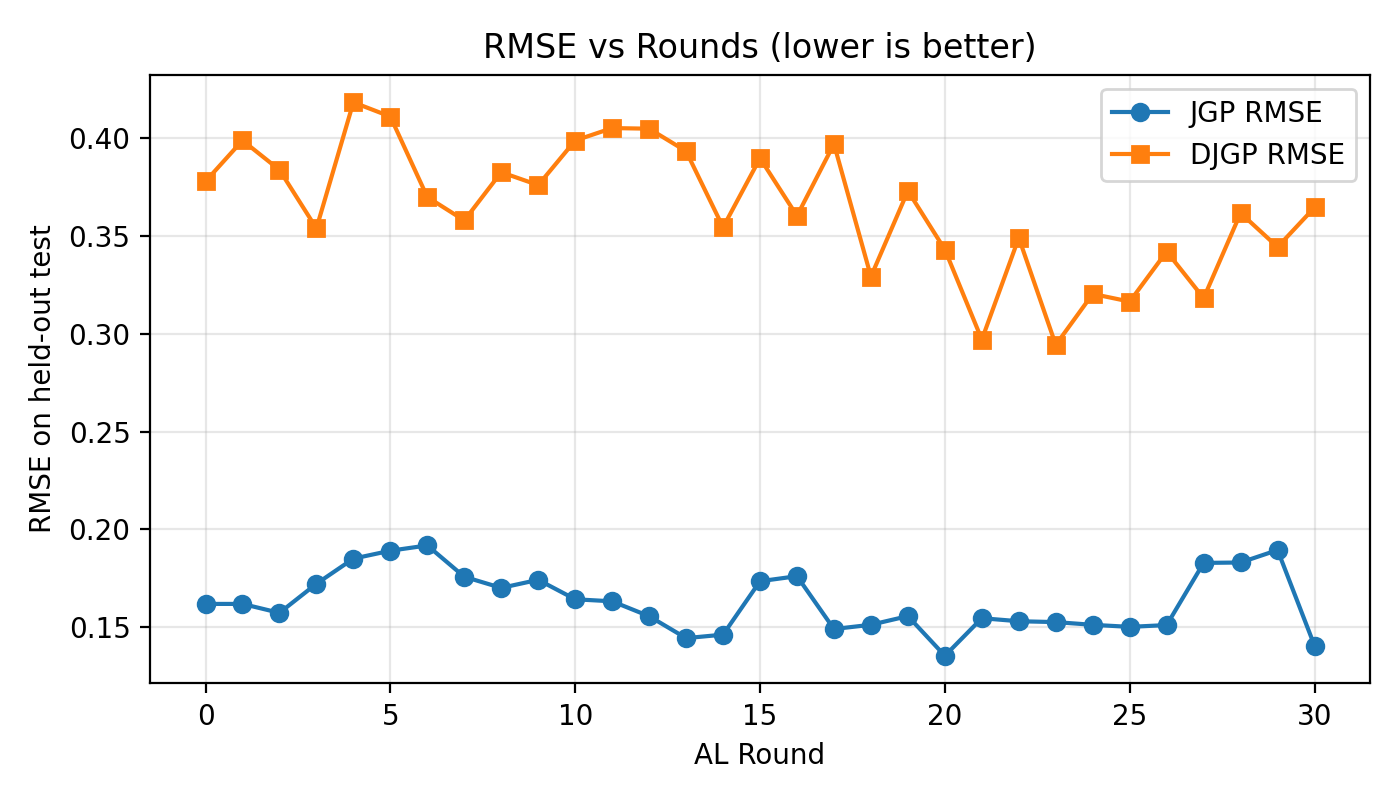 RMSE vs Rounds (lower is better)
JGP RMSE
DJGP RMSE
RMSE on held-out test
0.40
0.35
0.30
0.25
0.20
0.15
0 5 10 15 20 25 30
AL Round